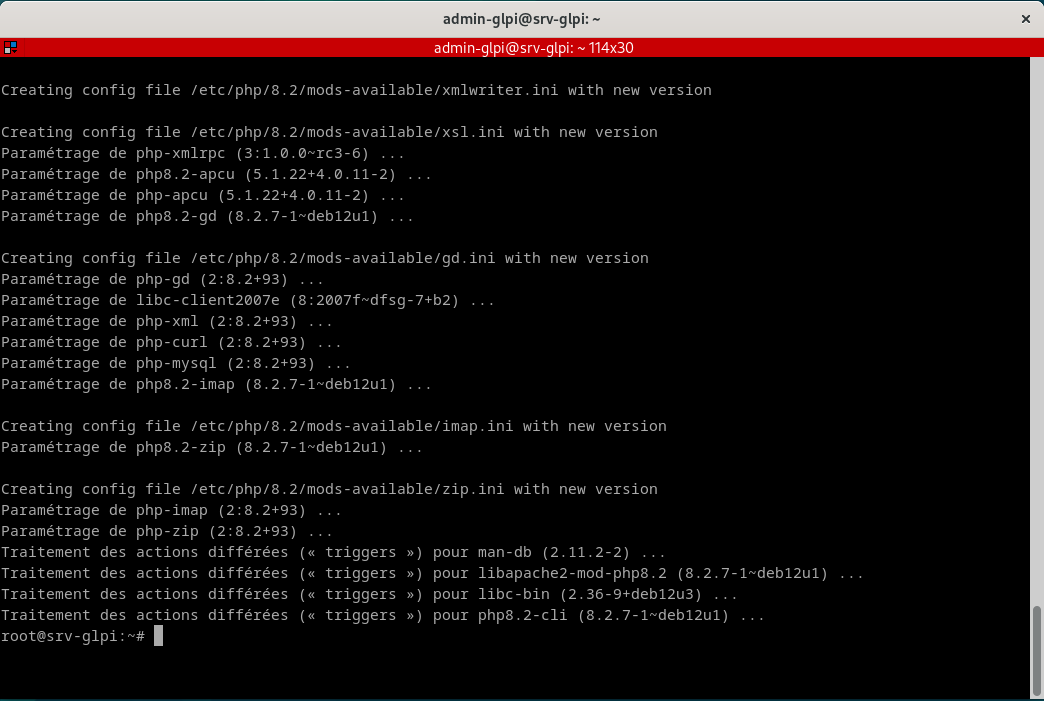 admin-glpi@srv-glpi: ~
admin-glpi@srv-glpi: ~ 114x30
Creating config file /etc/php/8.2/mods-available/xmlwriter.ini with new version
Creating config file /etc/php/8.2/mods-available/xsl.ini with new version
Paramétrage de php-xmlrpc (3:1.0.0~rc3-6) ...
Paramétrage de php8.2-apcu (5.1.22+4.0.11-2) ...
Paramétrage de php-apcu (5.1.22+4.0.11-2) ...
Paramétrage de php8.2-gd (8.2.7-1~deb12u1) ...
Creating config file /etc/php/8.2/mods-available/gd.ini with new version
Paramétrage de php-gd (2:8.2+93) ...
Paramétrage de libc-client2007e (8:2007f~dfsg-7+b2) ...
Paramétrage de php-xml (2:8.2+93) ...
Paramétrage de php-curl (2:8.2+93) ...
Paramétrage de php-mysql (2:8.2+93) ...
Paramétrage de php8.2-imap (8.2.7-1~deb12u1) ...
Creating config file /etc/php/8.2/mods-available/imap.ini with new version
Paramétrage de php8.2-zip (8.2.7-1~deb12u1) ...
Creating config file /etc/php/8.2/mods-available/zip.ini with new version
Paramétrage de php-imap (2:8.2+93) ...
Paramétrage de php-zip (2:8.2+93) ...
Traitement des actions différées (« triggers ») pour man-db (2.11.2-2) ...
Traitement des actions différées (« triggers ») pour libapache2-mod-php8.2 (8.2.7-1~deb12u1) ...
Traitement des actions différées (« triggers ») pour libc-bin (2.36-9+deb12u3) ...
Traitement des actions différées (« triggers ») pour php8.2-cli (8.2.7-1~deb12u1) ...
root@srv-glpi:~#